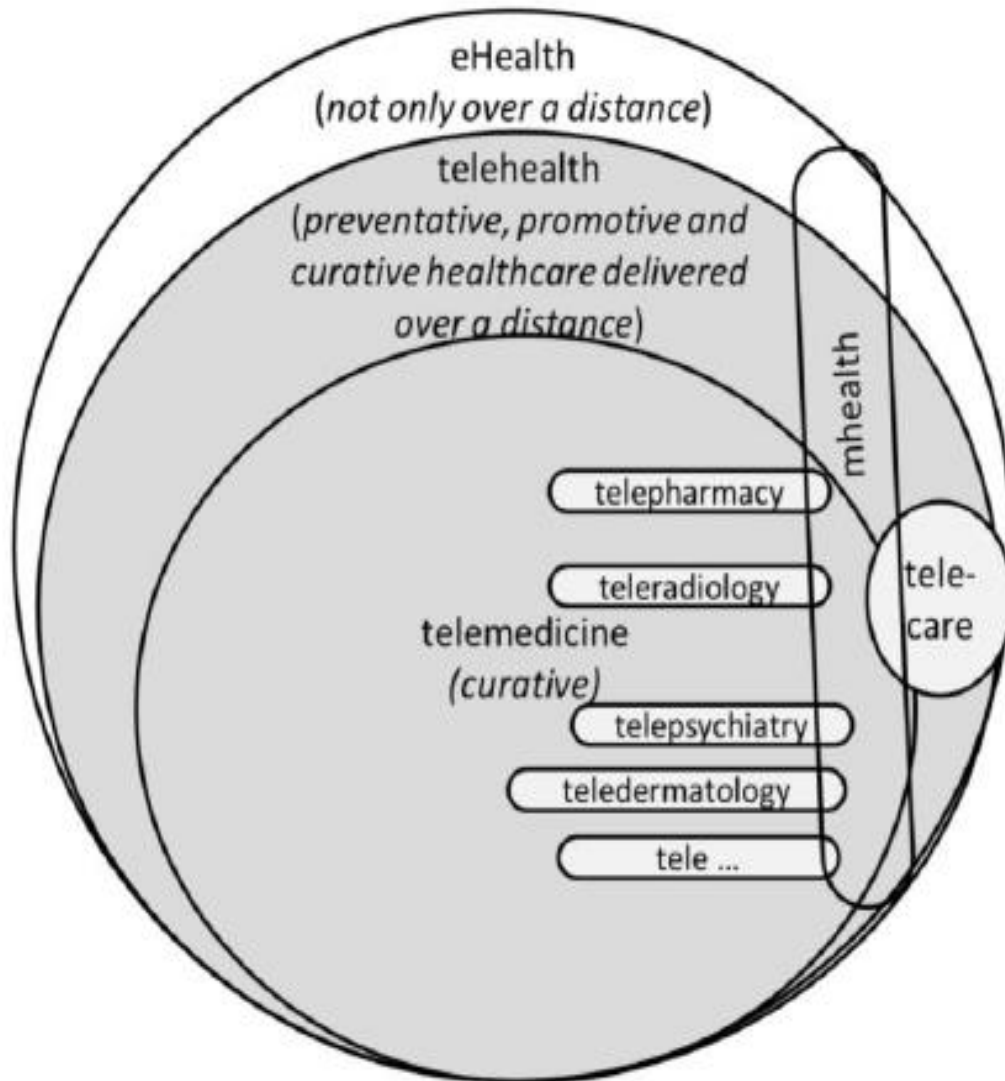 eHealth
(not only over a distance)
telehealth
(preventative, promotive and
curative healthcare delivered
over a distance)
mhealth
telepharmacy
teleradiology
tele-
care
telemedicine
(curative)
telepsychiatry
teledermatology
tele ...